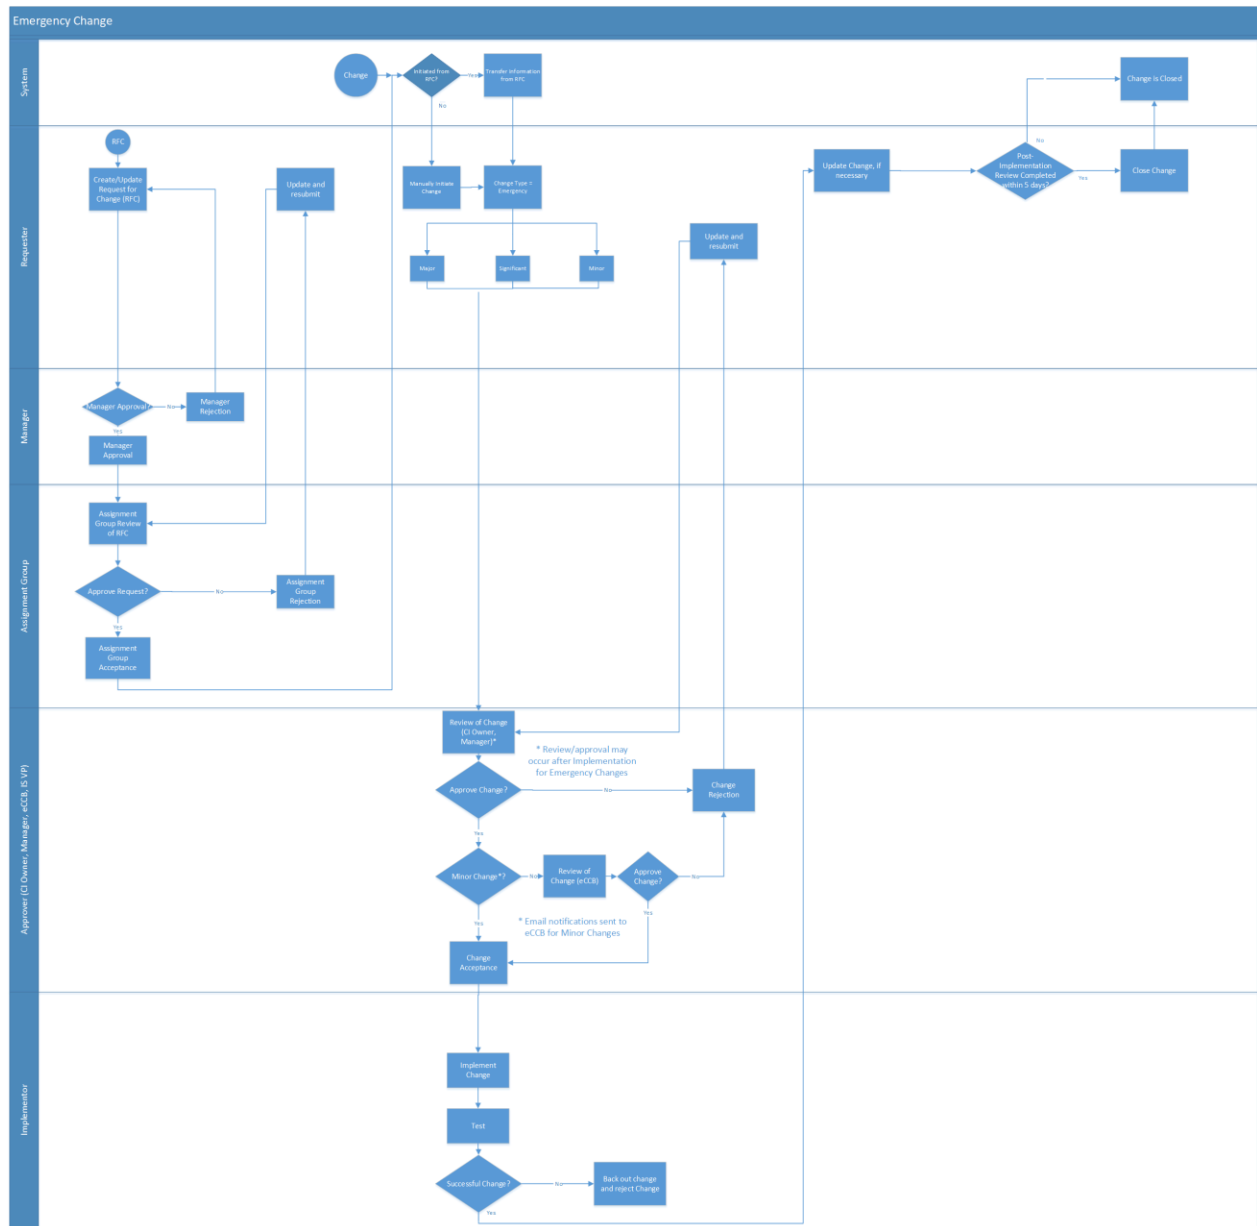 Emergency Change
System
Change
Initiated from
RFC?
Yes
Transfer Information
from RFC
No
Change is Closed
Requester
RFC
Create/Update
Request for
Change (RFC)
Update and
resubmit
Manually Initiate
Change
Change Type =
Emergency
Major
Significant
Minor
Update and
resubmit
Update Change, if
necessary
Post-
Implementation
Review Completed
within 5 days?
No
Yes
Close Change
Manager
Manager Approval?
No
Manager
Rejection
Yes
Manager
Approval
Assignment Group
Assignment
Group Review
of RFC
Approve Request?
No
Assignment
Group
Rejection
Yes
Assignment
Group
Acceptance
Approver (CI Owner, Manager, eCCB, IS VP)
Review of Change
(CI Owner,
Manager)*
* Review/approval may
occur after Implementation
for Emergency Changes
Approve Change?
No
Change
Rejection
Yes
Minor Change*?
No
Review of
Change (eCCB)
Approve
Change?
No
Yes
Yes
* Email notifications sent to
eCCB for Minor Changes
Change
Acceptance
Implementor
Implement
Change
Test
Successful Change?
No
Back out change
and reject Change
Yes